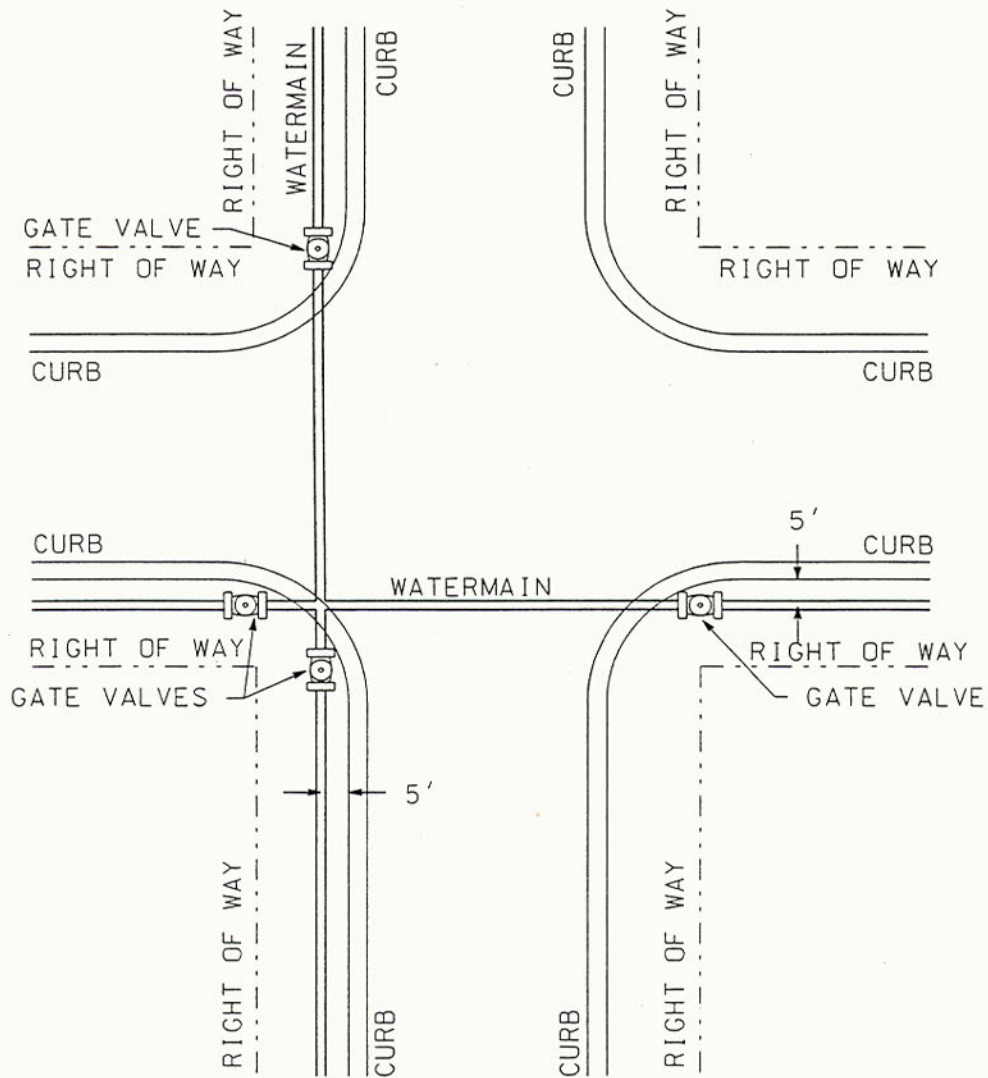 RIGHT OF WAY
WATERMAIN
CURB
CURB
RIGHT OF WAY
GATE VALVE
RIGHT OF WAY
RIGHT OF WAY
CURB
CURB
5'
CURB
CURB
WATERMAIN
RIGHT OF WAY
RIGHT OF WAY
GATE VALVES
GATE VALVE
5'
RIGHT OF WAY
CURB
CURB
RIGHT OF WAY